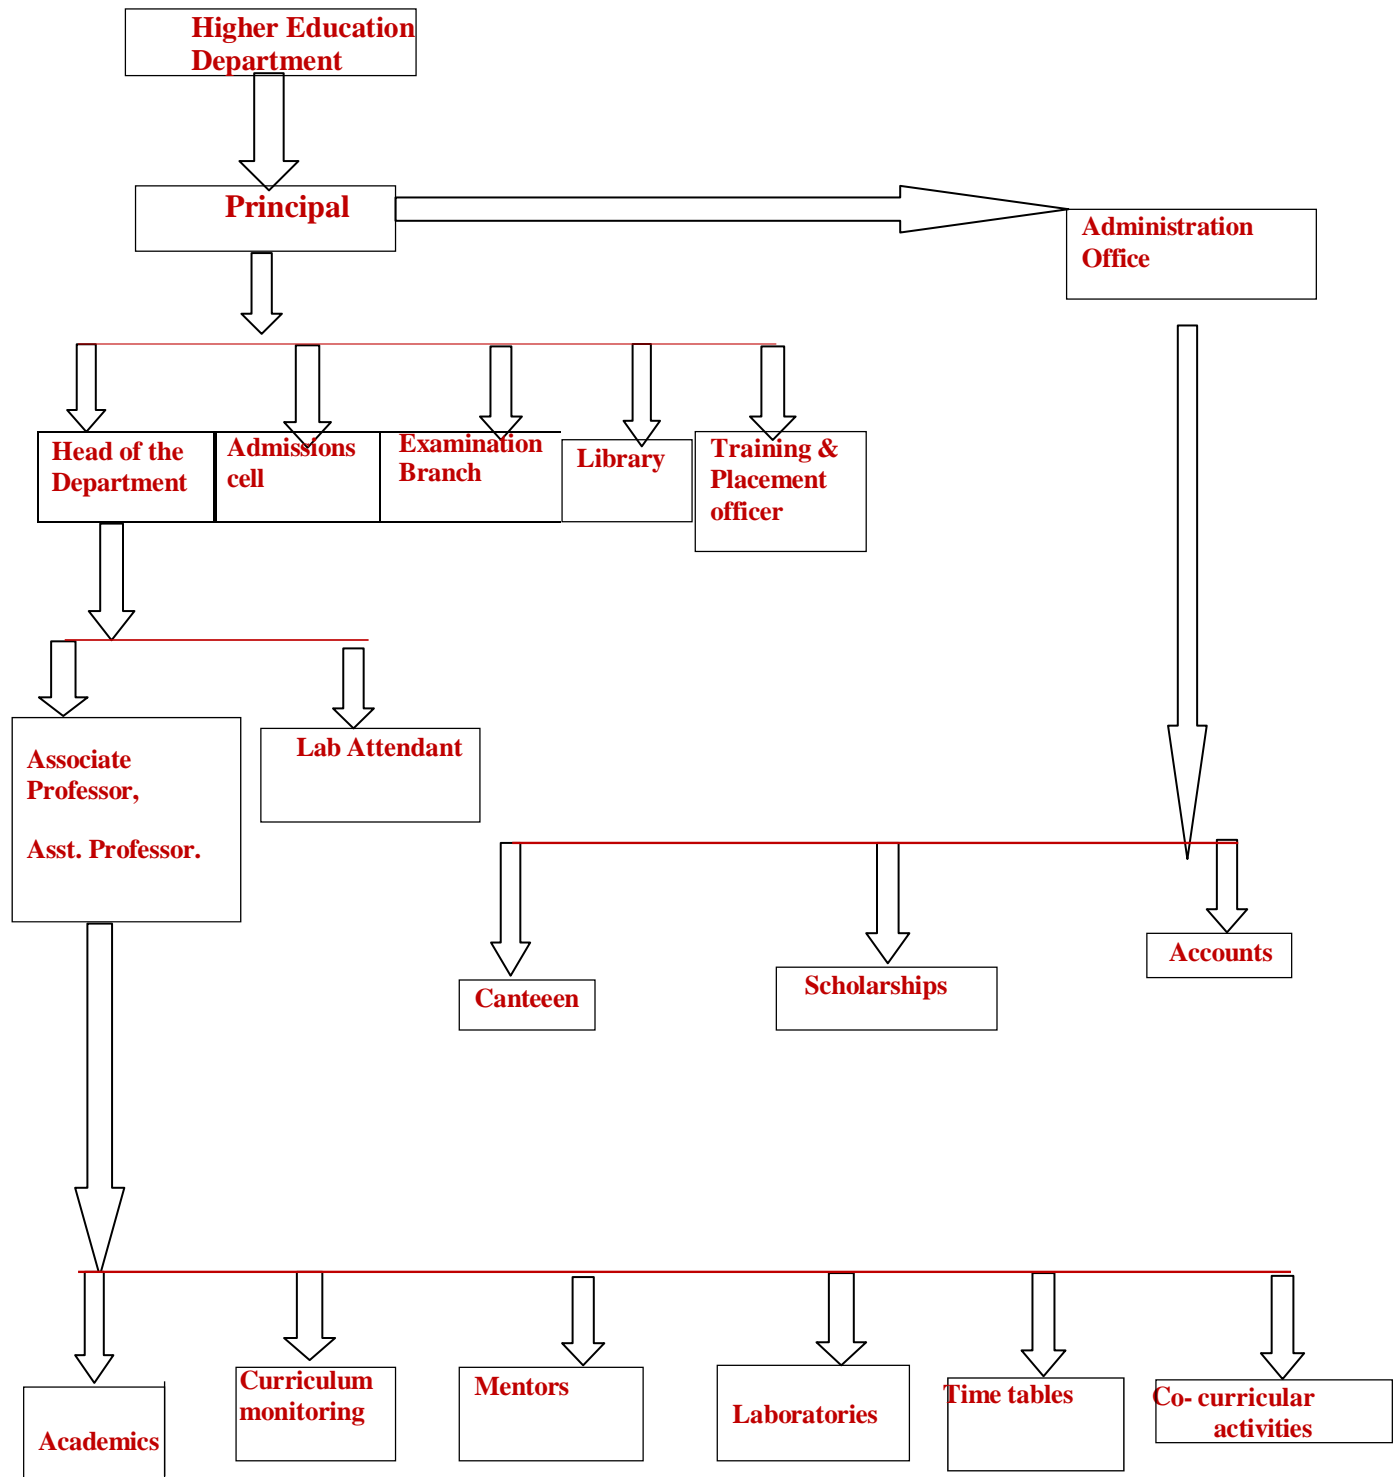 Higher Education
Department
Principal
Administration
Office
Head of the
Department
Admissions
cell
Examination
Branch
Library
Training &
Placement
officer
Associate
Professor,
Asst. Professor.
Lab Attendant
Canteeen
Scholarships
Accounts
Academics
Curriculum
monitoring
Mentors
Laboratories
Time tables
Co- curricular
activities